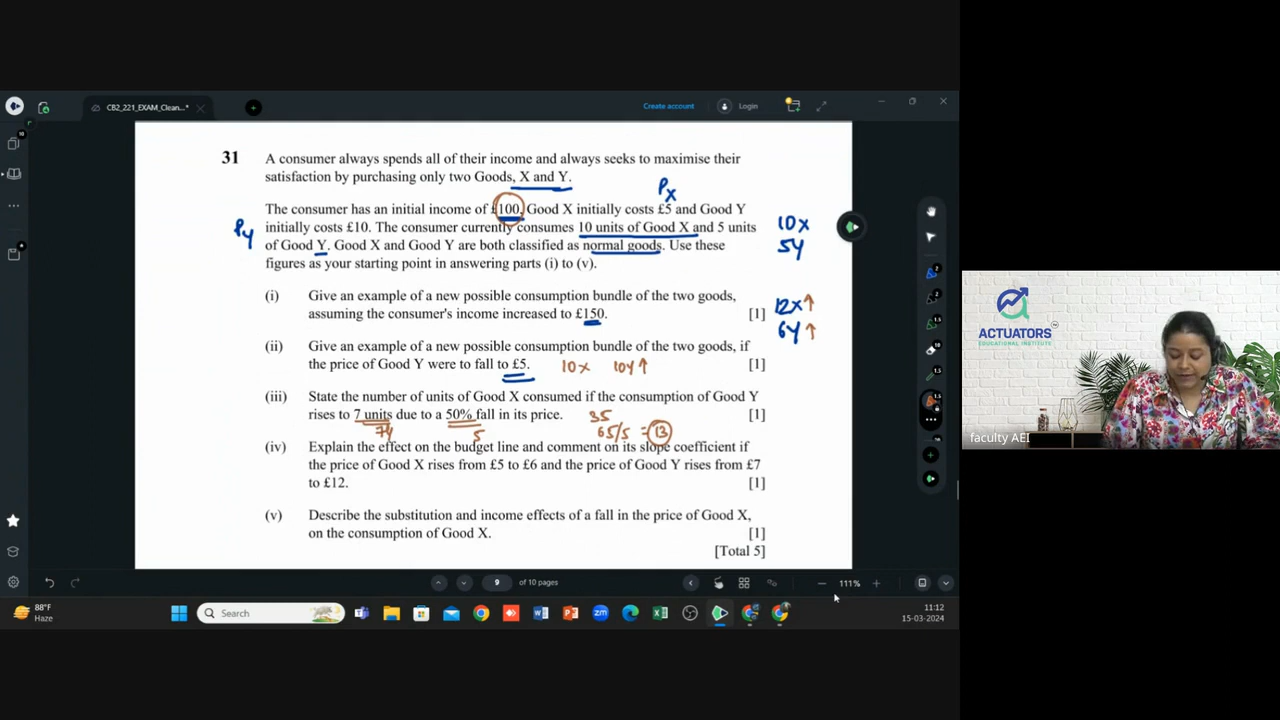 CB2_221_EXAM_Clean...*
Create account
Login
31
A consumer always spends all of their income and always seeks to maximise their
satisfaction by purchasing only two Goods, X and Y.
Px
The consumer has an initial income of £100. Good X initially costs £5 and Good Y
Py
initially costs £10. The consumer currently consumes 10 units of Good X and 5 units
10x
of Good Y. Good X and Good Y are both classified as normal goods. Use these
5Y
figures as your starting point in answering parts (i) to (v).
(i) Give an example of a new possible consumption bundle of the two goods,
assuming the consumer's income increased to £150. [1]
12x↑
6Y↑
(ii) Give an example of a new possible consumption bundle of the two goods, if
the price of Good Y were to fall to £5. [1]
10x 10Y↑
(iii) State the number of units of Good X consumed if the consumption of Good Y
rises to 7 units due to a 50% fall in its price. [1]
7Y
5
35
65/5 = 13
(iv) Explain the effect on the budget line and comment on its slope coefficient if
the price of Good X rises from £5 to £6 and the price of Good Y rises from £7
to £12. [1]
(v) Describe the substitution and income effects of a fall in the price of Good X,
on the consumption of Good X. [1]
[Total 5]
9 of 10 pages
111%
88°F
Haze
Search
11:12
15-03-2024
ACTUATORS
EDUCATIONAL INSTITUTE
faculty AEI